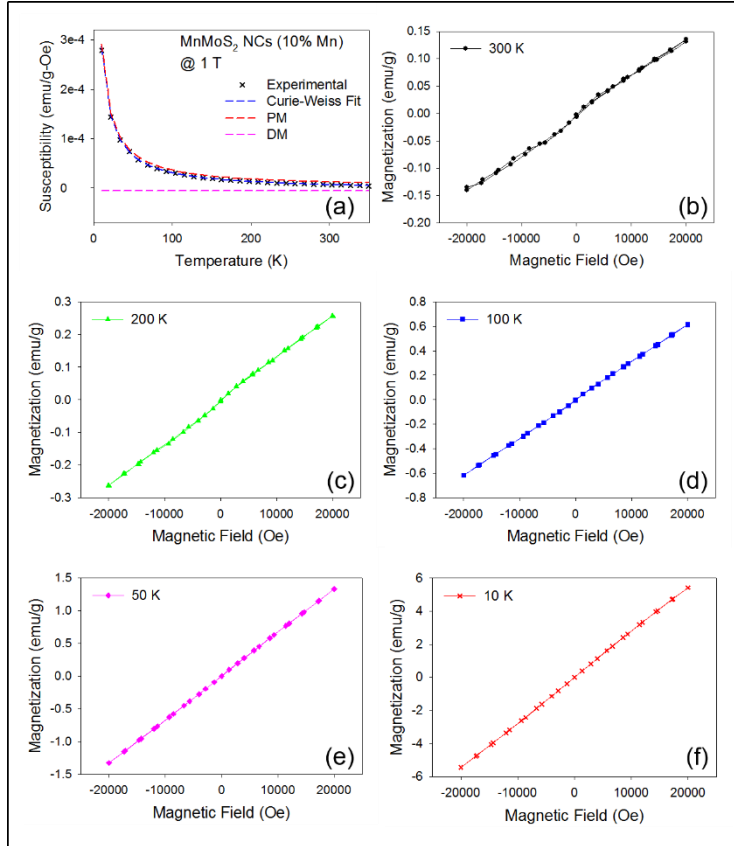 MnMoS₂ NCs (10% Mn)
@ 1 T
Experimental
Curie-Weiss Fit
PM
DM
3e-4
2e-4
1e-4
0
Susceptibility (emu/g-Oe)
0 100 200 300
Temperature (K)
(a)
300 K
0.15
0.10
0.05
0.00
-0.05
-0.10
-0.15
-0.20
Magnetization (emu/g)
-20000 -10000 0 10000 20000
Magnetic Field (Oe)
(b)
200 K
0.3
0.2
0.1
0.0
-0.1
-0.2
-0.3
Magnetization (emu/g)
-20000 -10000 0 10000 20000
Magnetic Field (Oe)
(c)
100 K
0.8
0.6
0.4
0.2
0.0
-0.2
-0.4
-0.6
-0.8
Magnetization (emu/g)
-20000 -10000 0 10000 20000
Magnetic Field (Oe)
(d)
50 K
1.5
1.0
0.5
0.0
-0.5
-1.0
-1.5
Magnetization (emu/g)
-20000 -10000 0 10000 20000
Magnetic Field (Oe)
(e)
10 K
6
4
2
0
-2
-4
-6
Magnetization (emu/g)
-20000 -10000 0 10000 20000
Magnetic Field (Oe)
(f)